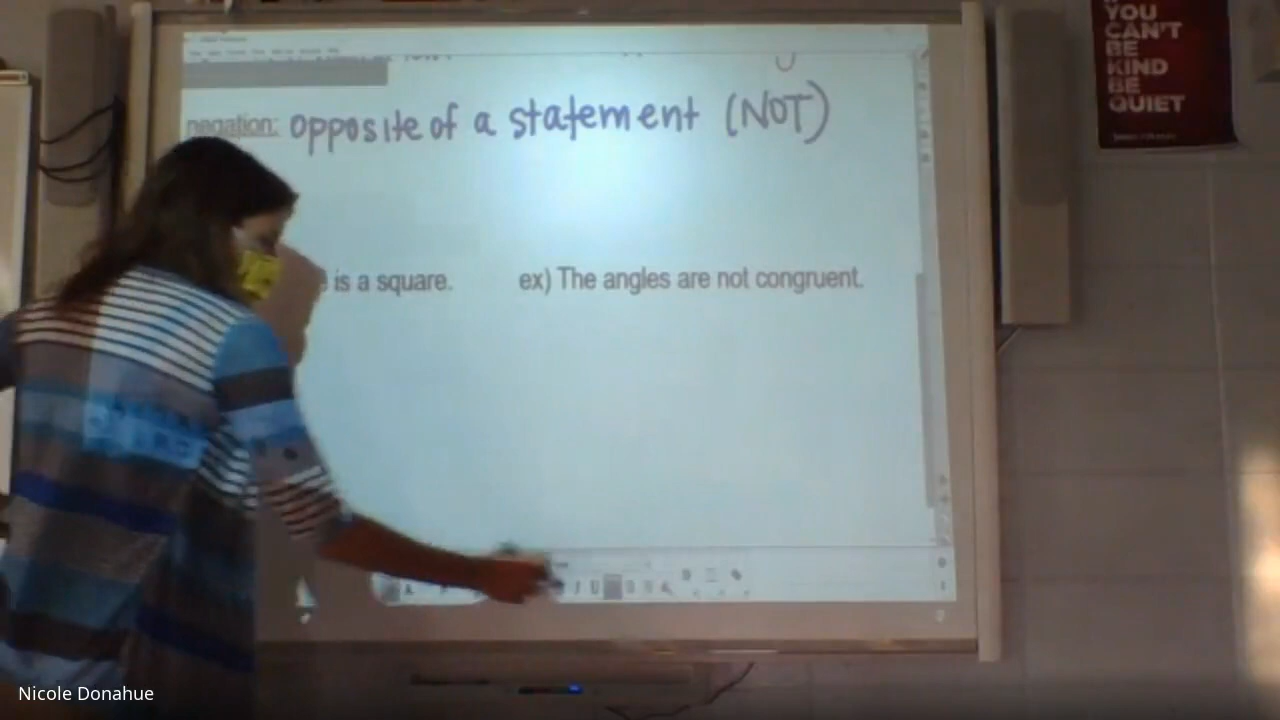 negation: opposite of a statement (NOT)
is a square. ex) The angles are not congruent.
YOU
CAN'T
BE
KIND
BE
QUIET
Nicole Donahue